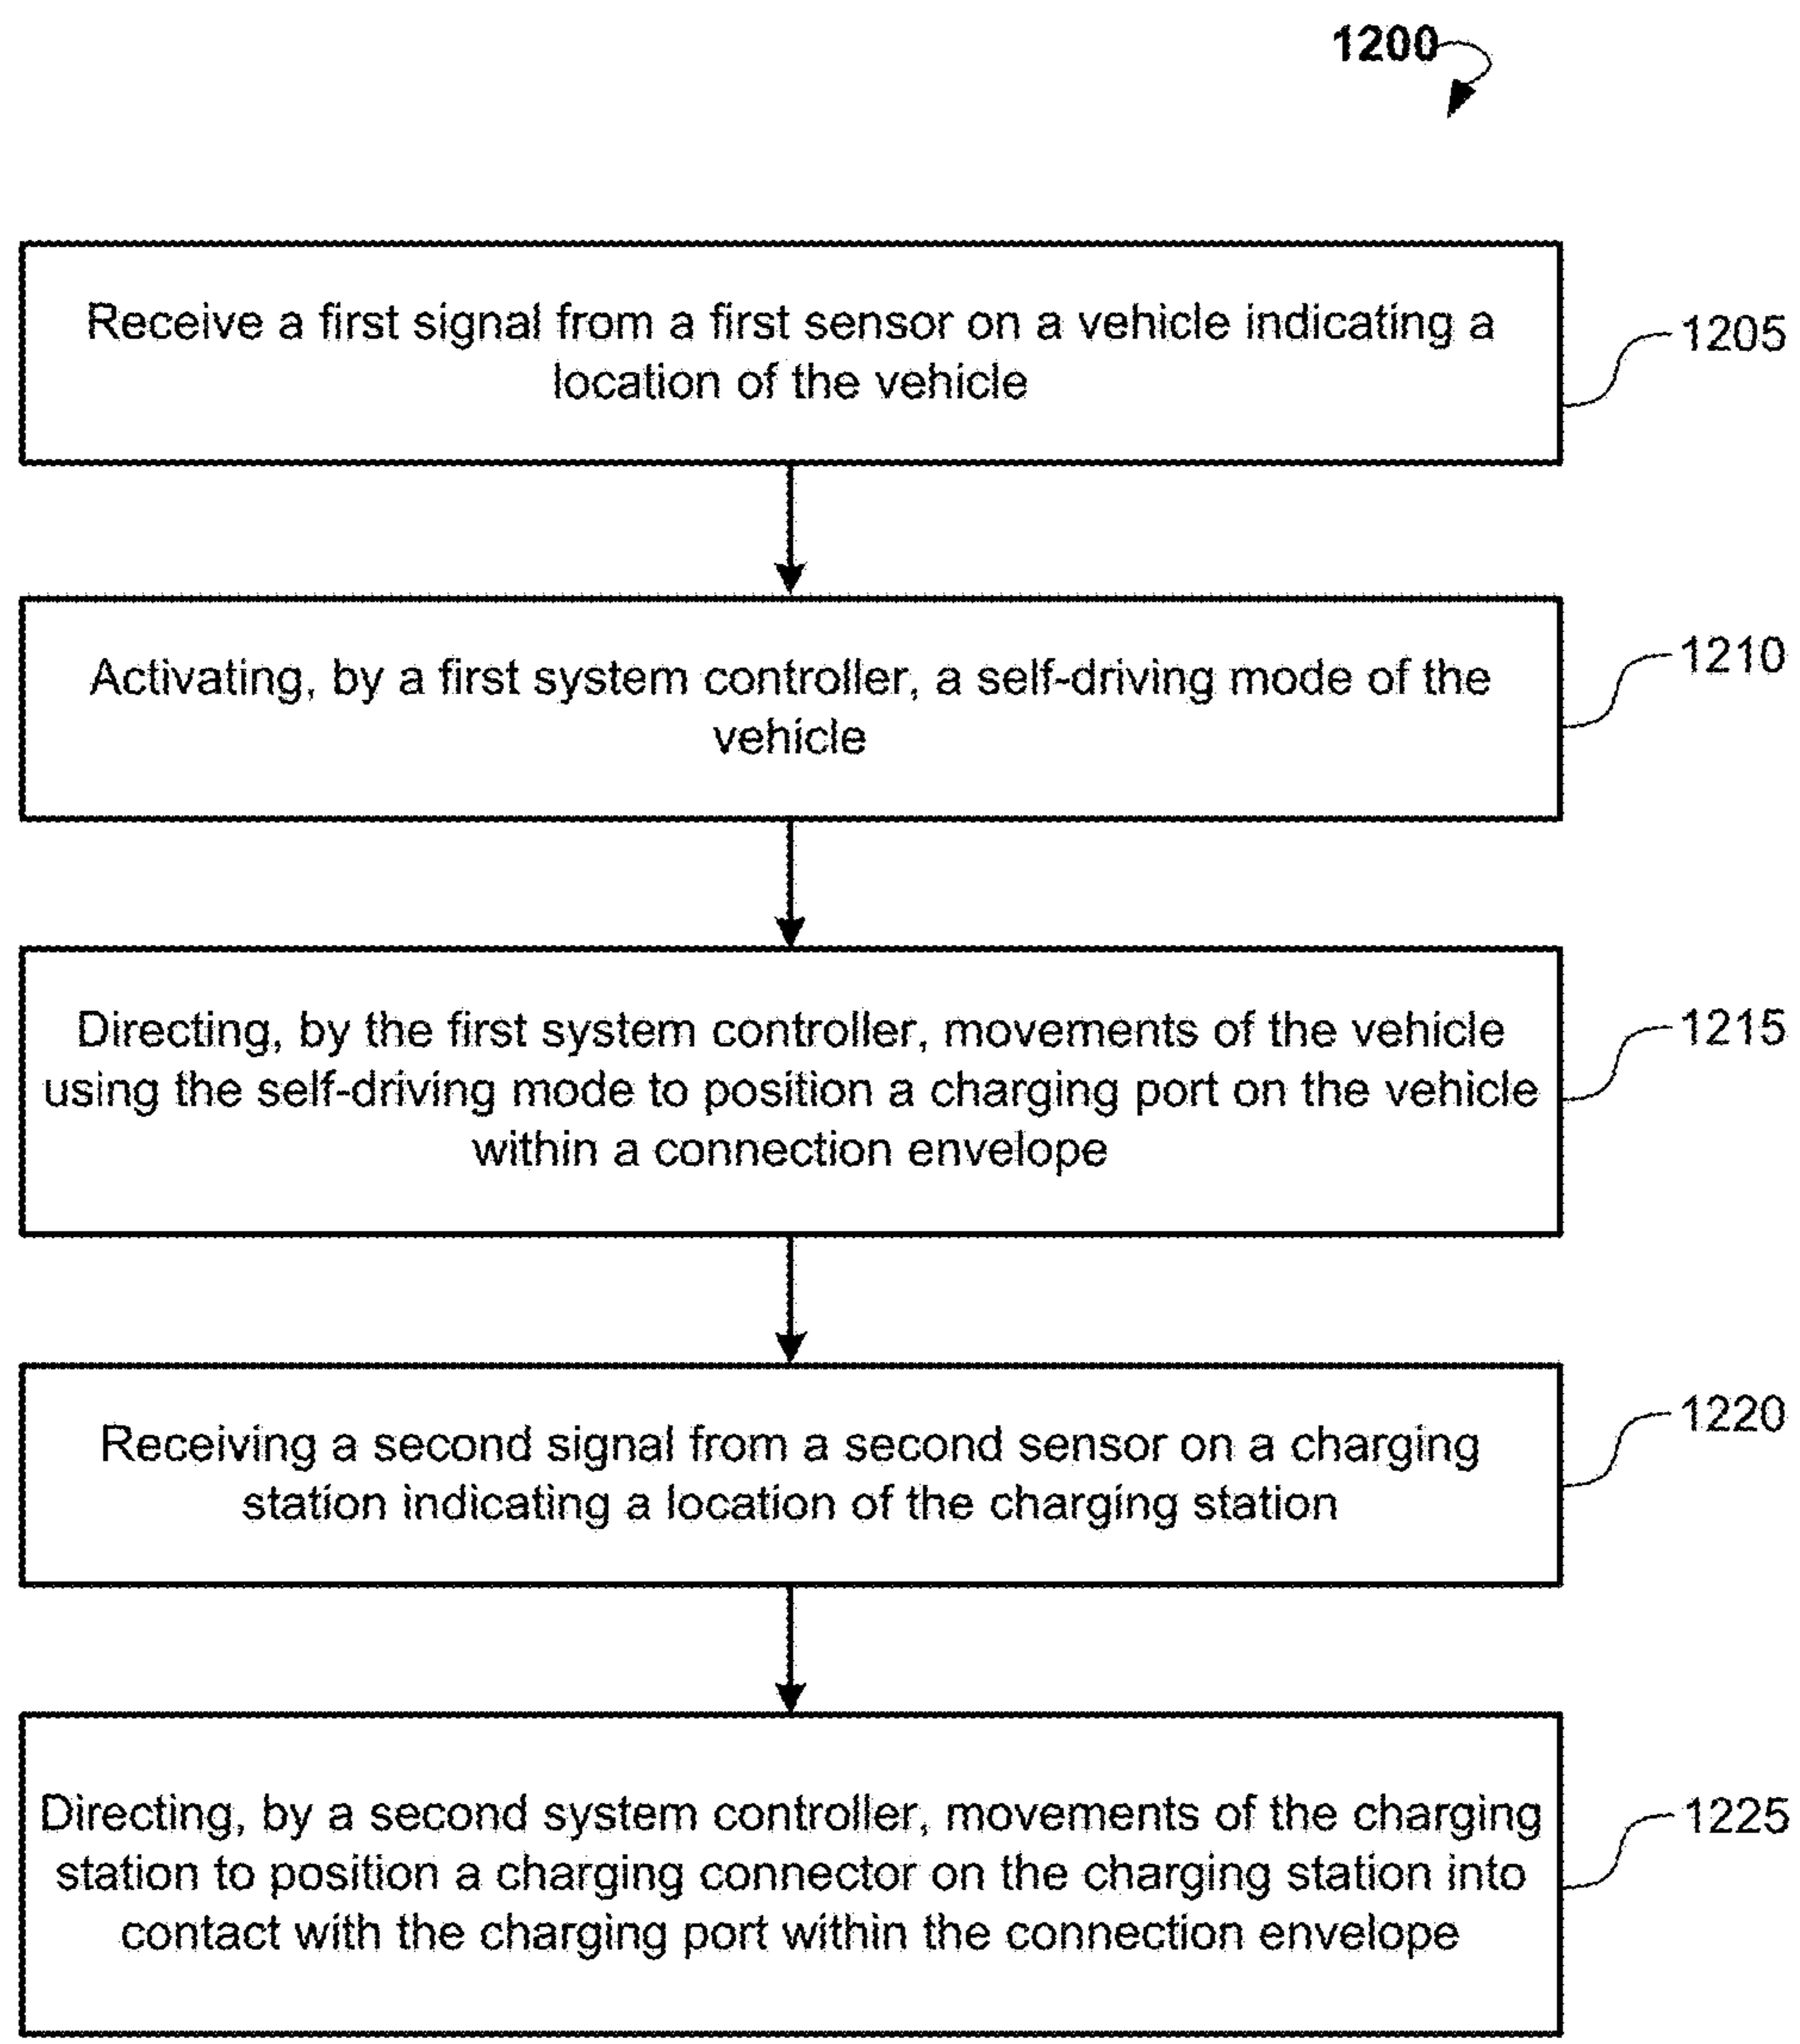 1200
Receive a first signal from a first sensor on a vehicle indicating a
location of the vehicle
1205
Activating, by a first system controller, a self-driving mode of the
vehicle
1210
Directing, by the first system controller, movements of the vehicle
using the self-driving mode to position a charging port on the vehicle
within a connection envelope
1215
Receiving a second signal from a second sensor on a charging
station indicating a location of the charging station
1220
Directing, by a second system controller, movements of the charging
station to position a charging connector on the charging station into
contact with the charging port within the connection envelope
1225